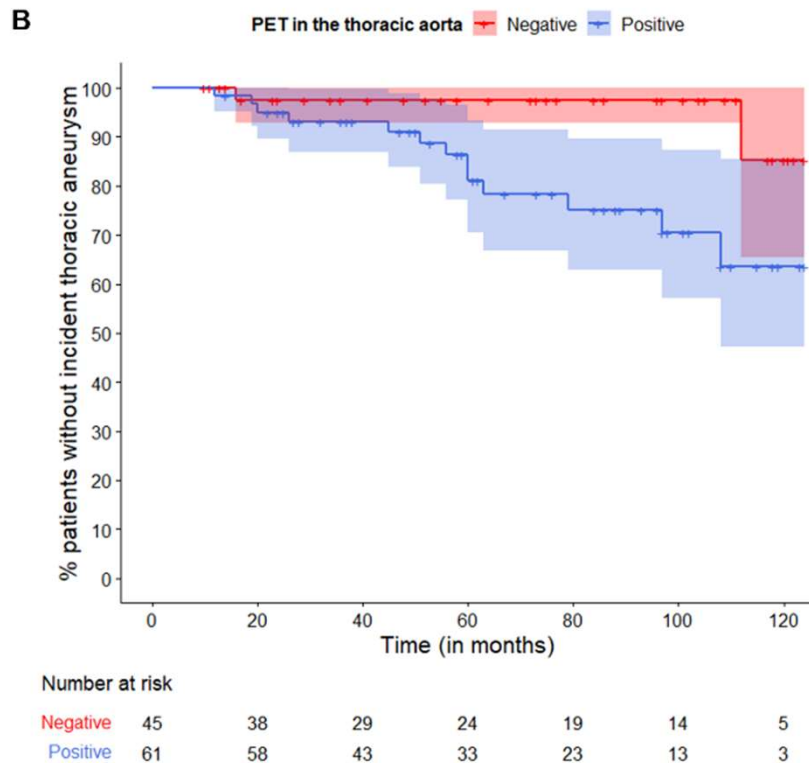 B
PET in the thoracic aorta Negative Positive
% patients without incident thoracic aneurysm
100
90
80
70
60
50
40
30
20
10
0
0 20 40 60 80 100 120
Time (in months)
Number at risk
Negative 45 38 29 24 19 14 5
Positive 61 58 43 33 23 13 3